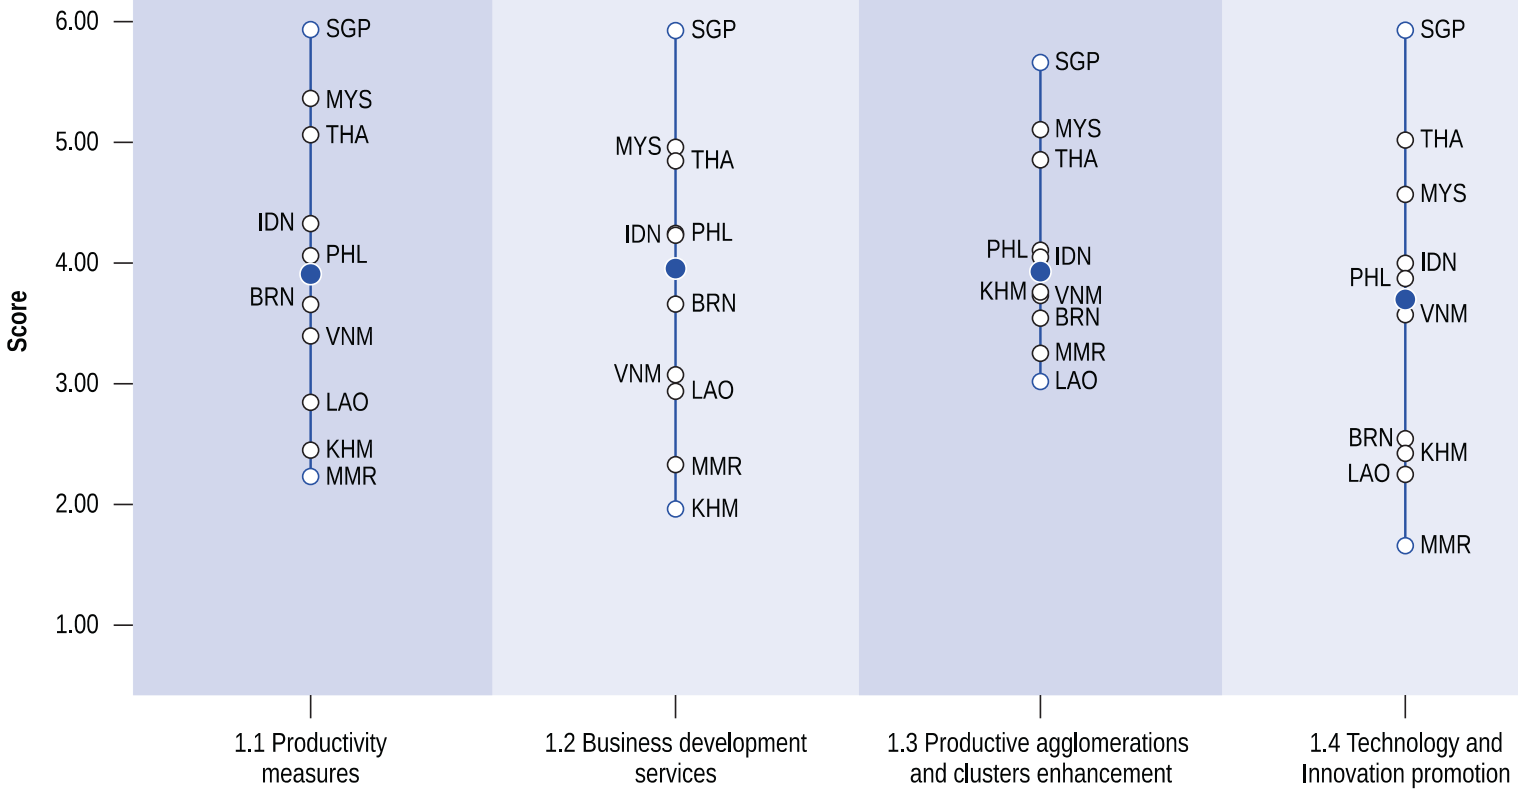 Score
6.00
5.00
4.00
3.00
2.00
1.00
SGP
MYS
THA
IDN
PHL
BRN
VNM
LAO
KHM
MMR
1.1 Productivity
measures
SGP
MYS
THA
IDN
PHL
BRN
VNM
LAO
MMR
KHM
1.2 Business development
services
SGP
MYS
THA
PHL
IDN
KHM
VNM
BRN
MMR
LAO
1.3 Productive agglomerations
and clusters enhancement
SGP
THA
MYS
IDN
PHL
VNM
BRN
KHM
LAO
MMR
1.4 Technology and
Innovation promotion